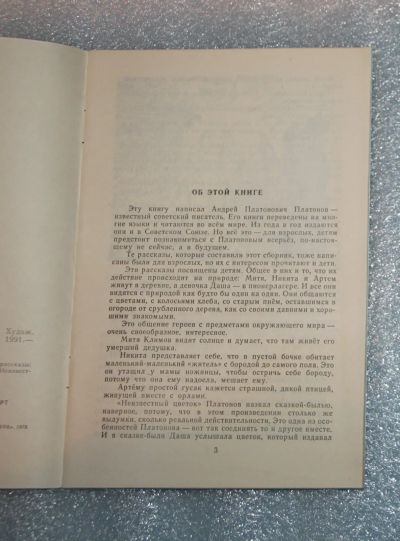 ОБ ЭТОЙ КНИГЕ
Эту книгу написал Андрей Платонович Платонов —
известный советский писатель. Его книги переведены на мно-
гие языки и читаются во всём мире. Из года и год издаются
они и в Советском Союзе. Но всё это — для взрослых, детям
предстоит познакомиться с Платоновым всерьёз, по-настоя-
щему не сейчас, а в будущем.
Те рассказы, которые составили этот сборник, тоже напи-
саны были для взрослых, но их с интересом прочитают и дети.
Эти рассказы посвящены детям. Общее в них и то, что их
действие происходит на природе: Митя, Никита и Артем
живут в деревне, а девочка Даша — в пионерлагере. И все они
связаны с природой как будто бы один на один. Они общаются
с цветами, с колосьями хлеба, со старым пнём, оставшимся в
огороде от срубленного дерева, как со своими давними и хоро-
шими знакомыми.
Это общение героев с предметами окружающего мира —
очень своеобразное, интересное.
Митя Климов видит солнце и думает, что там живёт его
умерший дедушка.
Никита представляет себе, что в пустой бочке обитает
маленький-маленький «житель» с бородой до самого пола. Это
он утащил у мамы ножницы, чтобы остричь себе бороду,
потому что она ему надоела, мешает ему.
Артёму простой гусак кажется страшной, дикой птицей,
живущей вместе с орлами.
«Неизвестный цветок» Платонов назвал сказкой-былью,
наверное, потому, что в этом произведении столько же
выдумки, сколько реальной действительности. Это одна из осо-
бенностей Платонова — вот так соединять то и другое вместе.
И в сказке-были Даша услышала цветок, который издавал
3
Худож.
1991.—
рассказы: